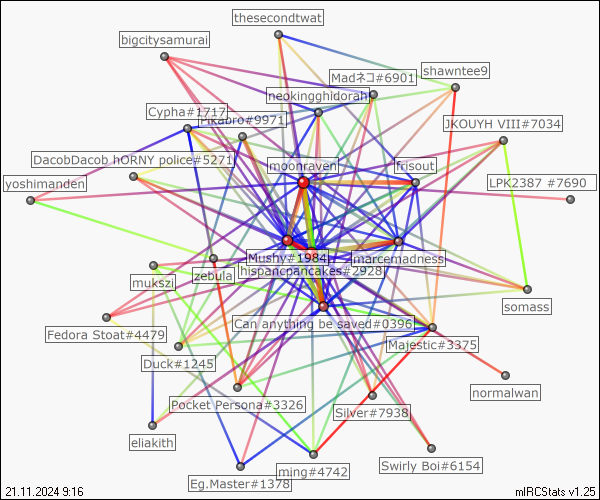 thesecondtwat
bigcitysamurai
Madネコ#6901
shawntee9
neokingghidorah
Cypha#1717
Pikabro#9971
JKOUYH VIII#7034
DacobDacob hORNY police#5271
moonraven
frisout
yoshimanden
LPK2387 #7690
Mushy#1984
marcemadness
hispancpancakes#2928
zebula
mukszi
somass
Fedora Stoat#4479
Can anything be saved#0396
Majestic#3375
Duck#1245
normalwan
Pocket Persona#3326
Silver#7938
eliakith
Swirly Boi#6154
ming#4742
Eg.Master#1378
21.11.2024 9:16
mIRCStats v1.25